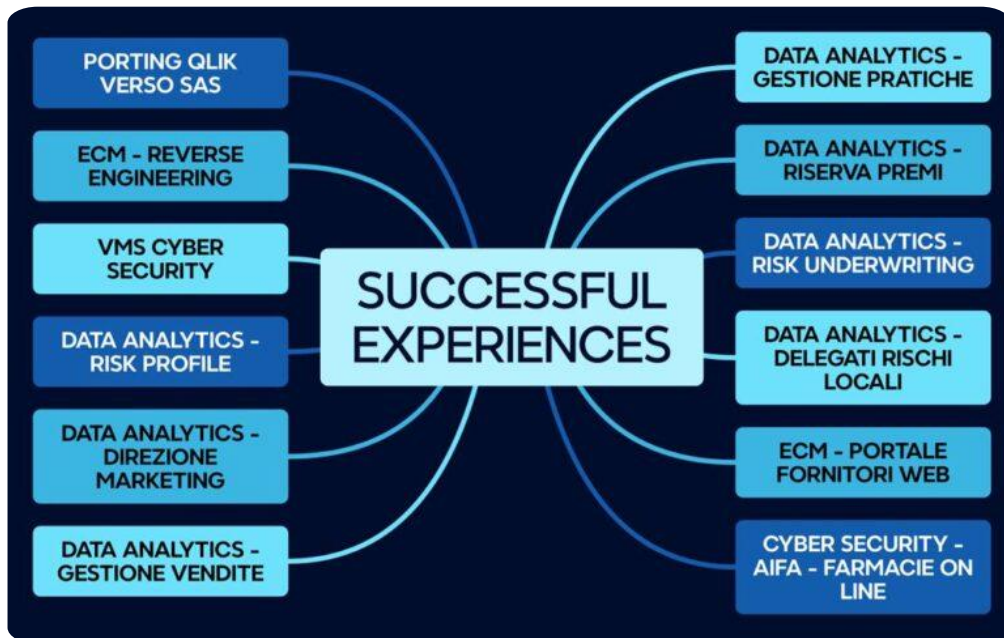 PORTING QLIK
VERSO SAS
ECM - REVERSE
ENGINEERING
VMS CYBER
SECURITY
DATA ANALYTICS -
RISK PROFILE
DATA ANALYTICS -
DIREZIONE
MARKETING
DATA ANALYTICS -
GESTIONE VENDITE
SUCCESSFUL
EXPERIENCES
DATA ANALYTICS -
GESTIONE PRATICHE
DATA ANALYTICS -
RISERVA PREMI
DATA ANALYTICS -
RISK UNDERWRITING
DATA ANALYTICS -
DELEGATI RISCHI
LOCALI
ECM - PORTALE
FORNITORI WEB
CYBER SECURITY -
AIFA - FARMACIE ON
LINE